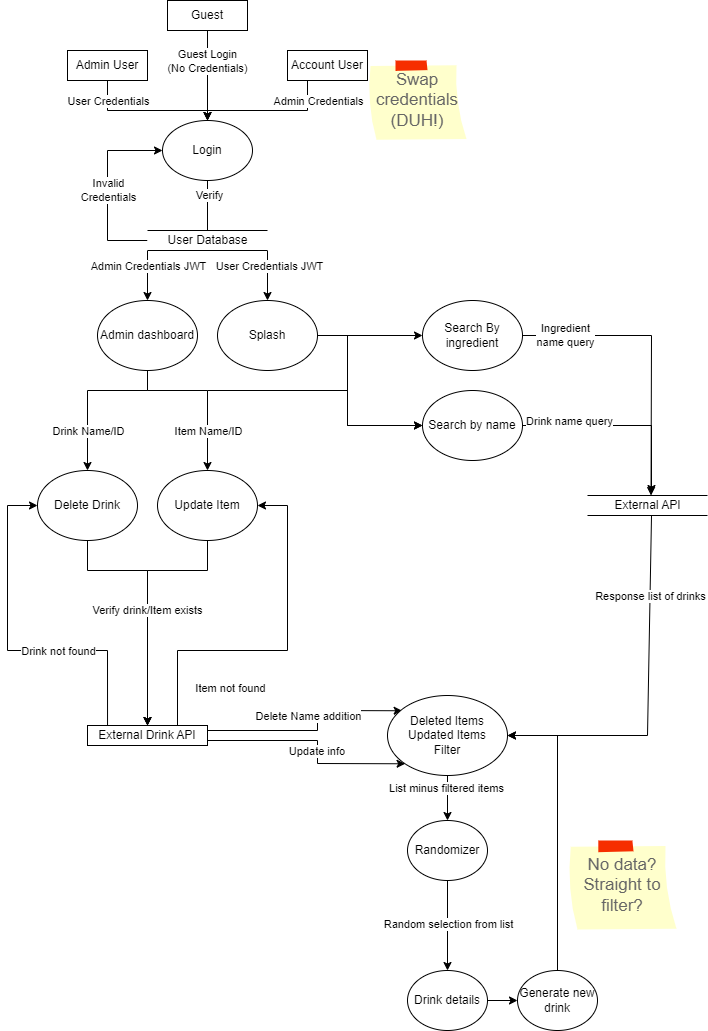 Guest
Guest Login
(No Credentials)
Admin User
Account User
User Credentials
Admin Credentials
Swap
credentials
(DUH!)
Login
Invalid
Credentials
Verify
User Database
Admin Credentials JWT
User Credentials JWT
Admin dashboard
Splash
Search By
ingredient
Ingredient
name query
Search by name
Drink name query
Drink Name/ID
Item Name/ID
Delete Drink
Update Item
External API
Verify drink/Item exists
Response list of drinks
Drink not found
Item not found
External Drink API
Delete Name addition
Update info
Deleted Items
Updated Items
Filter
List minus filtered items
Randomizer
No data?
Straight to
filter?
Random selection from list
Drink details
Generate new
drink